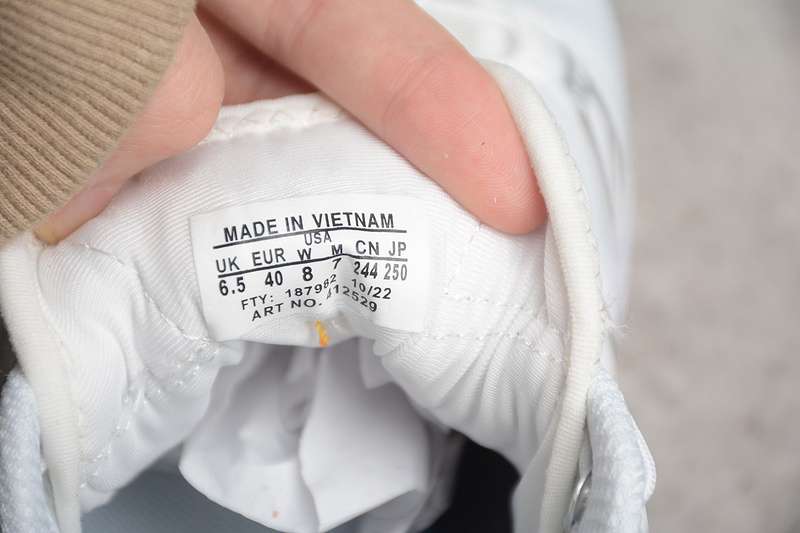 MADE IN VIETNAM
USA
UK EUR W M CN JP
6.5 40 8 7 244 250
FTY: 187982 10/22
ART NO. 412529